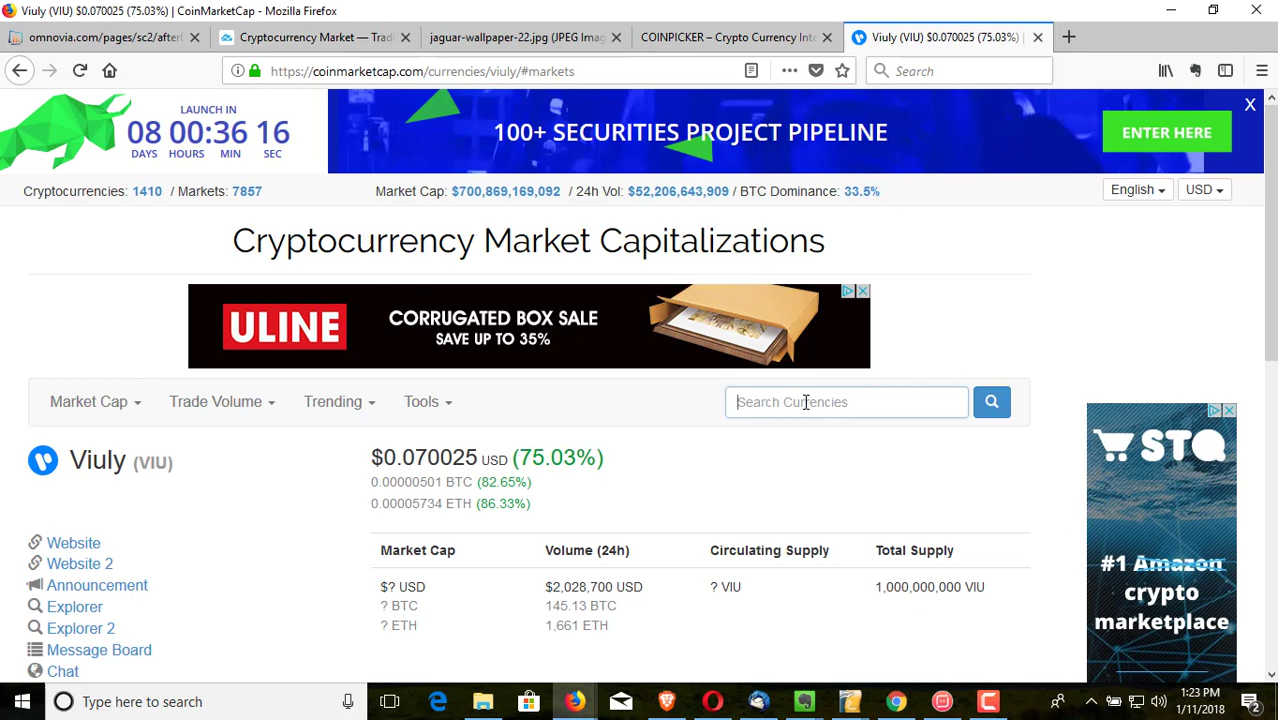 Viuly (VIU) $0.070025 (75.03%) | CoinMarketCap - Mozilla Firefox
omnovia.com/pages/sc2/afterl
Cryptocurrency Market — Tradi
jaguar-wallpaper-22.jpg (JPEG Imag
COINPICKER – Crypto Currency Inte
Viuly (VIU) $0.070025 (75.03%) |
https://coinmarketcap.com/currencies/viuly/#markets
Search
LAUNCH IN
08 00:36 16
DAYS HOURS MIN SEC
100+ SECURITIES PROJECT PIPELINE
ENTER HERE
X
Cryptocurrencies: 1410 / Markets: 7857
Market Cap: $700,869,169,092 / 24h Vol: $52,206,643,909 / BTC Dominance: 33.5%
English
USD
Cryptocurrency Market Capitalizations
ULINE
CORRUGATED BOX SALE
SAVE UP TO 35%
Market Cap
Trade Volume
Trending
Tools
Search Currencies
Viuly (VIU)
$0.070025 USD (75.03%)
0.00000501 BTC (82.65%)
0.00005734 ETH (86.33%)
Website
Website 2
Announcement
Explorer
Explorer 2
Message Board
Chat
Market Cap Volume (24h) Circulating Supply Total Supply
$? USD $2,028,700 USD ? VIU 1,000,000,000 VIU
? BTC 145.13 BTC
? ETH 1,661 ETH
STQ
#1 Amazon
crypto
marketplace
Type here to search
1:23 PM
1/11/2018
2